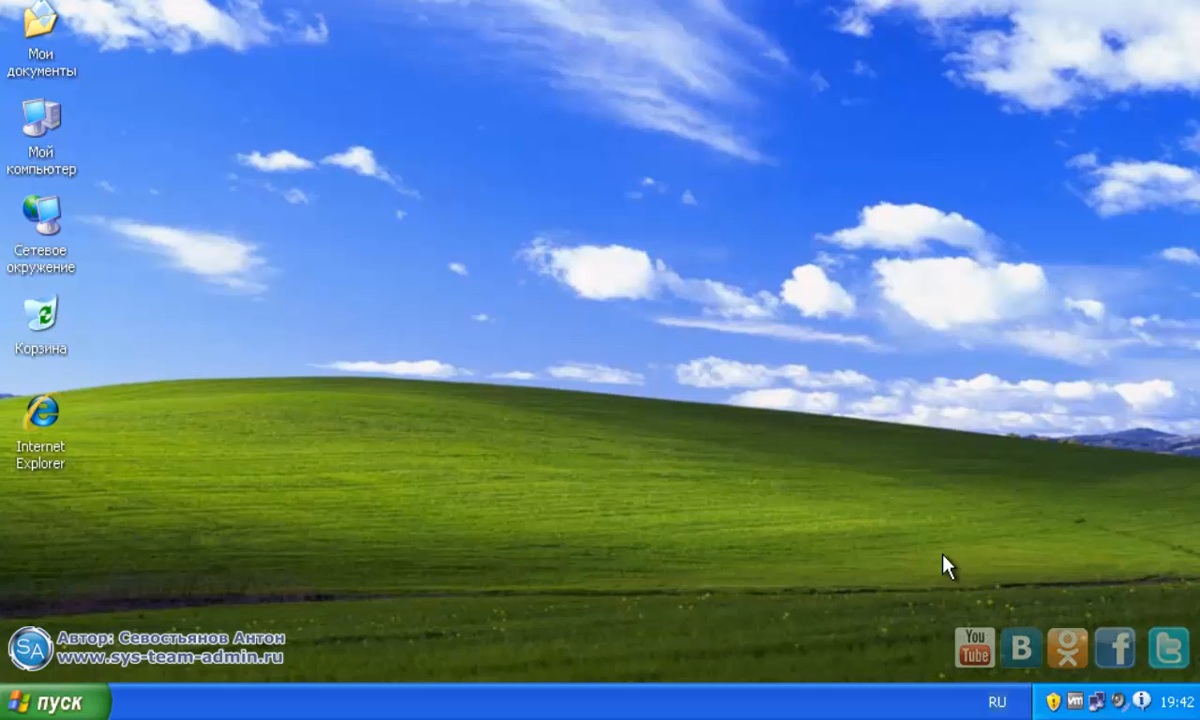 Мои
документы
Мой
компьютер
Сетевое
окружение
Корзина
Internet
Explorer
SA
Автор: Севостьянов Антон
www.sys-team-admin.ru
You
Tube
В
f
t
пуск
RU
vm
19:42